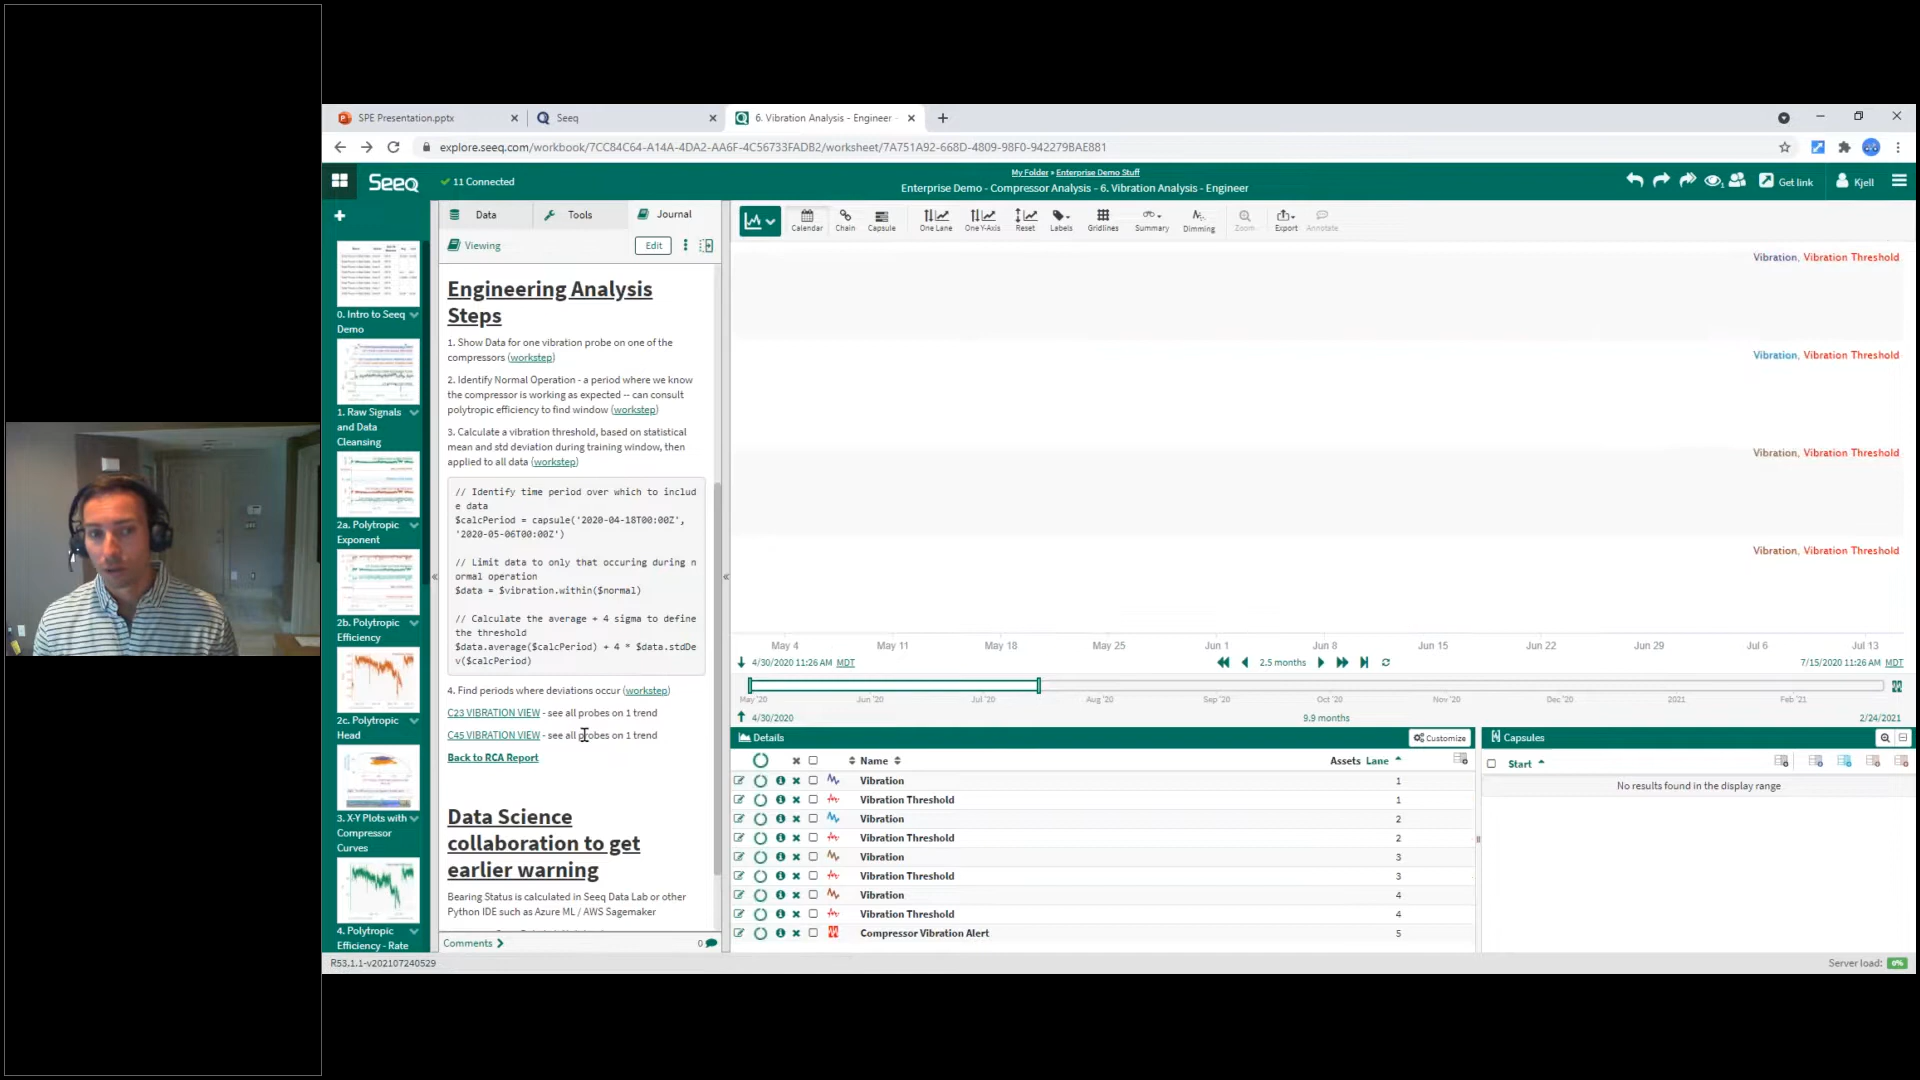 SPE Presentation.pptx
Seeq
6. Vibration Analysis - Engineer
explore.seeq.com/workbook/7CC84C64-A14A-4DA2-AA6F-4C56733FADB2/worksheet/7A751A92-668D-4809-98F0-942279BAE881
Seeq
11 Connected
My Folder » Enterprise Demo Stuff
Enterprise Demo - Compressor Analysis - 6. Vibration Analysis - Engineer
Get link
Kjell
0. Intro to Seeq
Demo
1. Raw Signals
and Data
Cleansing
2a. Polytropic
Exponent
2b. Polytropic
Efficiency
2c. Polytropic
Head
3. X-Y Plots with
Compressor
Curves
4. Polytropic
Efficiency - Rate
Data
Tools
Journal
Viewing
Edit
Engineering Analysis
Steps
1. Show Data for one vibration probe on one of the
compressors (workstep)
2. Identify Normal Operation - a period where we know
the compressor is working as expected -- can consult
polytropic efficiency to find window (workstep)
3. Calculate a vibration threshold, based on statistical
mean and std deviation during training window, then
applied to all data (workstep)
// Identify time period over which to includ
e data
$calcPeriod = capsule('2020-04-18T00:00Z',
'2020-05-06T00:00Z')
// Limit data to only that occuring during n
ormal operation
$data = $vibration.within($normal)
// Calculate the average + 4 sigma to define
the threshold
$data.average($calcPeriod) + 4 * $data.stdDe
v($calcPeriod)
4. Find periods where deviations occur (workstep)
C23 VIBRATION VIEW - see all probes on 1 trend
C45 VIBRATION VIEW - see all probes on 1 trend
Back to RCA Report
Data Science
collaboration to get
earlier warning
Bearing Status is calculated in Seeq Data Lab or other
Python IDE such as Azure ML / AWS Sagemaker
Comments
0
Calendar
Chain
Capsule
One Lane
One Y-Axis
Reset
Labels
Gridlines
Summary
Dimming
Zoom
Export
Annotate
Vibration, Vibration Threshold
Vibration, Vibration Threshold
Vibration, Vibration Threshold
Vibration, Vibration Threshold
May 4 May 11 May 18 May 25 Jun 1 Jun 8 Jun 15 Jun 22 Jun 29 Jul 6 Jul 13
4/30/2020 11:26 AM MDT
2.5 months
7/15/2020 11:26 AM MDT
May '20 Jun '20 Jul '20 Aug '20 Sep '20 Oct '20 Nov '20 Dec '20 2021 Feb '21
4/30/2020
9.9 months
2/24/2021
Details
Customize
Name Assets Lane
Vibration 1
Vibration Threshold 1
Vibration 2
Vibration Threshold 2
Vibration 3
Vibration Threshold 3
Vibration 4
Vibration Threshold 4
Compressor Vibration Alert 5
Capsules
Start
No results found in the display range
R53.1.1-v202107240529
Server load: 0%